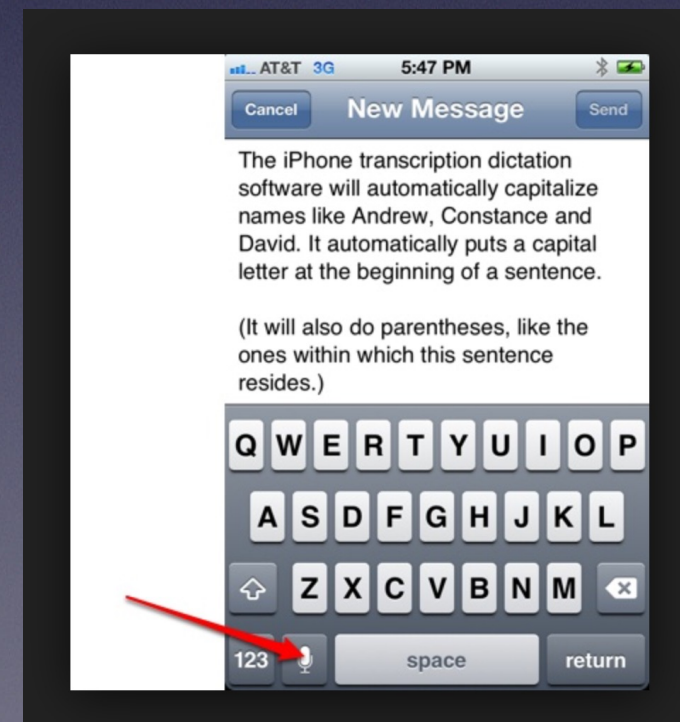 AT&T 3G 5:47 PM
Cancel New Message Send
The iPhone transcription dictation
software will automatically capitalize
names like Andrew, Constance and
David. It automatically puts a capital
letter at the beginning of a sentence.
(It will also do parentheses, like the
ones within which this sentence
resides.)
Q W E R T Y U I O P
A S D F G H J K L
Z X C V B N M
123 space return